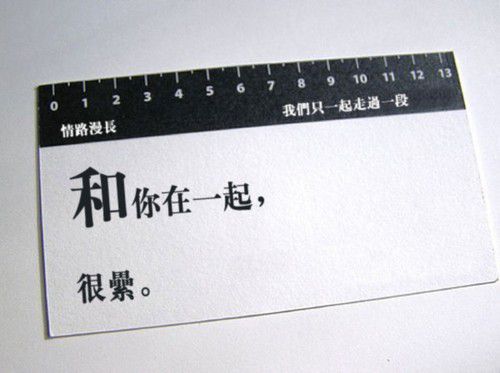 0 1 2 3 4 5 6 7 8 9 10 11 12 13
情路漫長 我們只一起走過一段
和你在一起，
很纍。